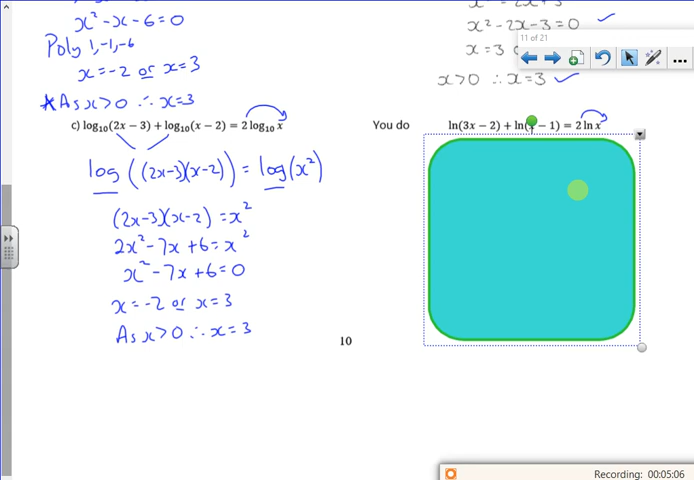 x² - x - 6 = 0
Poly 1, -1, -6
x = -2 or x = 3
*As x > 0 ∴ x = 3
c) log₁₀(2x − 3) + log₁₀(x − 2) = 2 log₁₀ x
log((2x-3)(x-2)) = log(x²)
(2x-3)(x-2) = x²
2x² - 7x + 6 = x²
x² - 7x + 6 = 0
x = -2 or x = 3
As x > 0 ∴ x = 3
10
x² - 2x - 3 = 0 ✓
x = 3
x > 0 ∴ x = 3 ✓
11 of 21
You do ln(3x − 2) + ln( − 1) = 2 ln x
Recording: 00:05:06